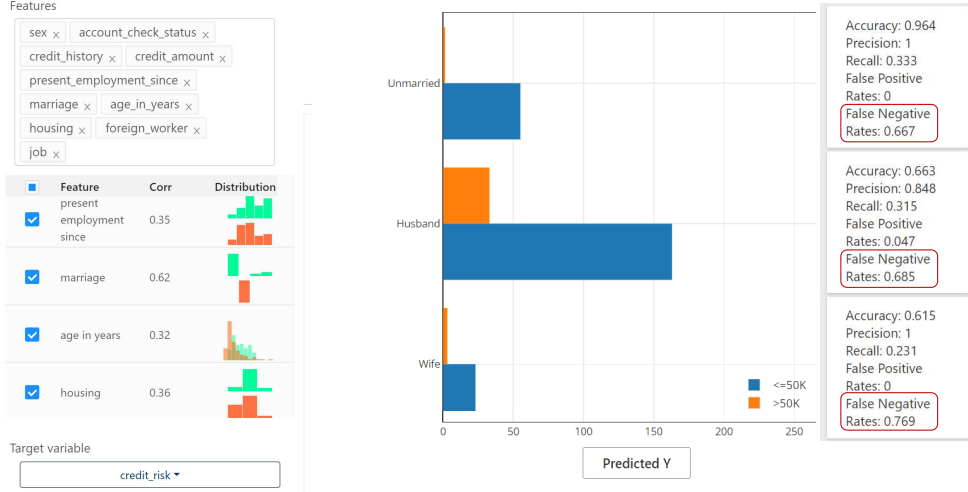 Features
sex x account_check_status x
credit_history x credit_amount x
present_employment_since x
marriage x age_in_years x
housing x foreign_worker x
job x
Feature Corr Distribution
present
employment 0.35
since
marriage 0.62
age in years 0.32
housing 0.36
Target variable
credit_risk
Unmarried
Husband
Wife
<=50K
>50K
0 50 100 150 200 250
Predicted Y
Accuracy: 0.964
Precision: 1
Recall: 0.333
False Positive
Rates: 0
False Negative
Rates: 0.667
Accuracy: 0.663
Precision: 0.848
Recall: 0.315
False Positive
Rates: 0.047
False Negative
Rates: 0.685
Accuracy: 0.615
Precision: 1
Recall: 0.231
False Positive
Rates: 0
False Negative
Rates: 0.769